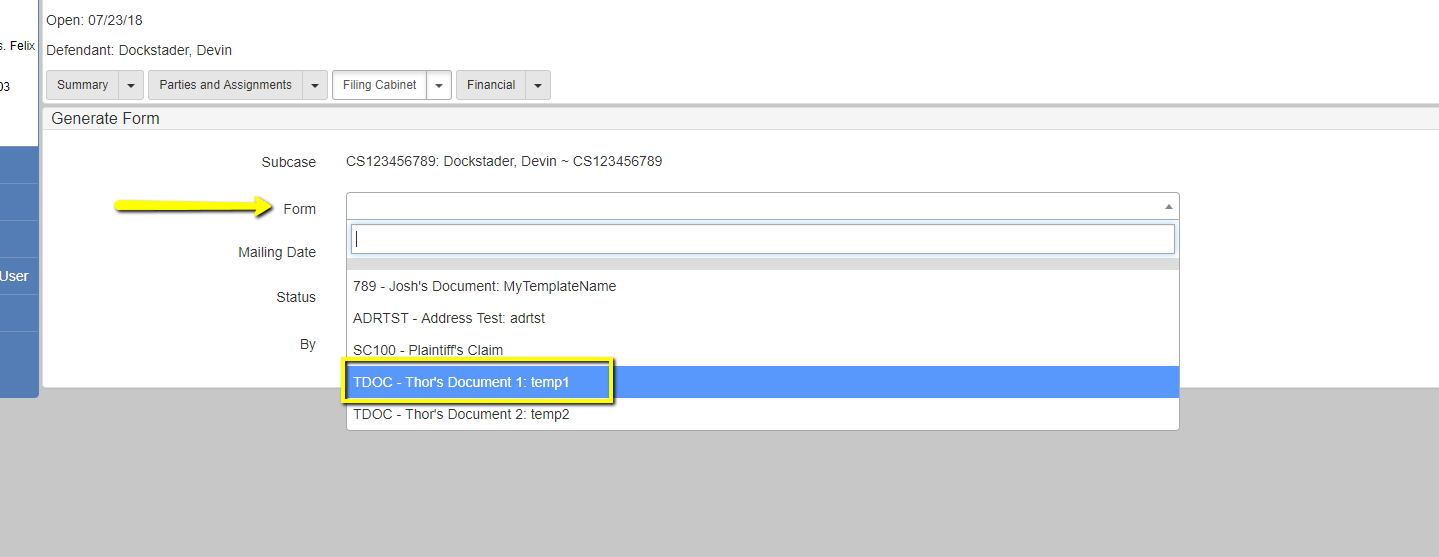 Open: 07/23/18
s. Felix
Defendant: Dockstader, Devin
03
Summary
Parties and Assignments
Filing Cabinet
Financial
Generate Form
Subcase
CS123456789: Dockstader, Devin ~ CS123456789
Form
Mailing Date
User
789 - Josh's Document: MyTemplateName
Status
ADRTST - Address Test: adrtst
By
SC100 - Plaintiff's Claim
TDOC - Thor's Document 1: temp1
TDOC - Thor's Document 2: temp2